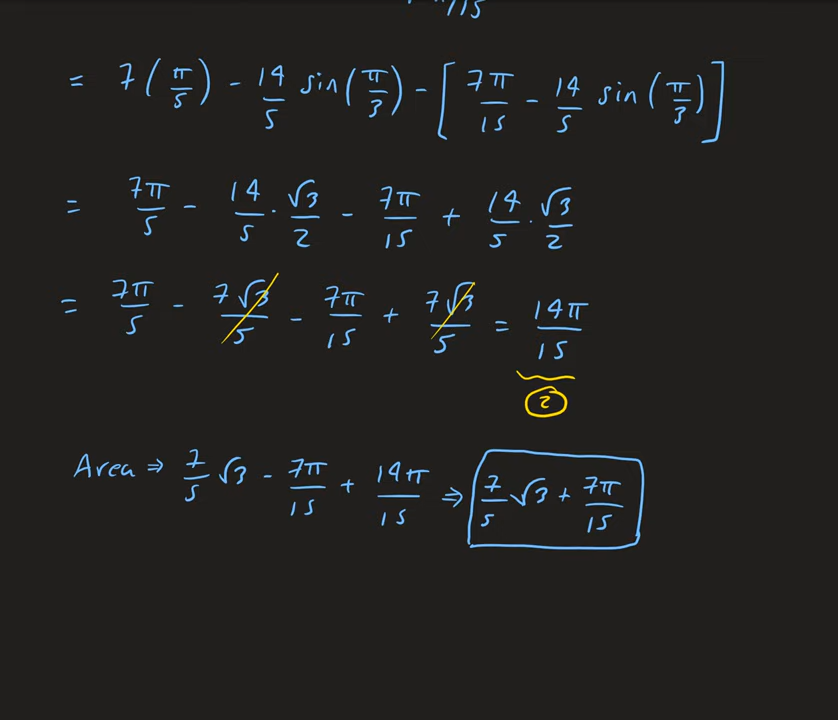 π/15
= 7(π/5) - 14/5 sin(π/3) - [7π/15 - 14/5 sin(π/3)]
= 7π/5 - 14/5 · √3/2 - 7π/15 + 14/5 · √3/2
= 7π/5 - 7√3/5 - 7π/15 + 7√3/5 = 14π/15
2
Area ⇒ 7/5 √3 - 7π/15 + 14π/15 ⇒ 7/5 √3 + 7π/15